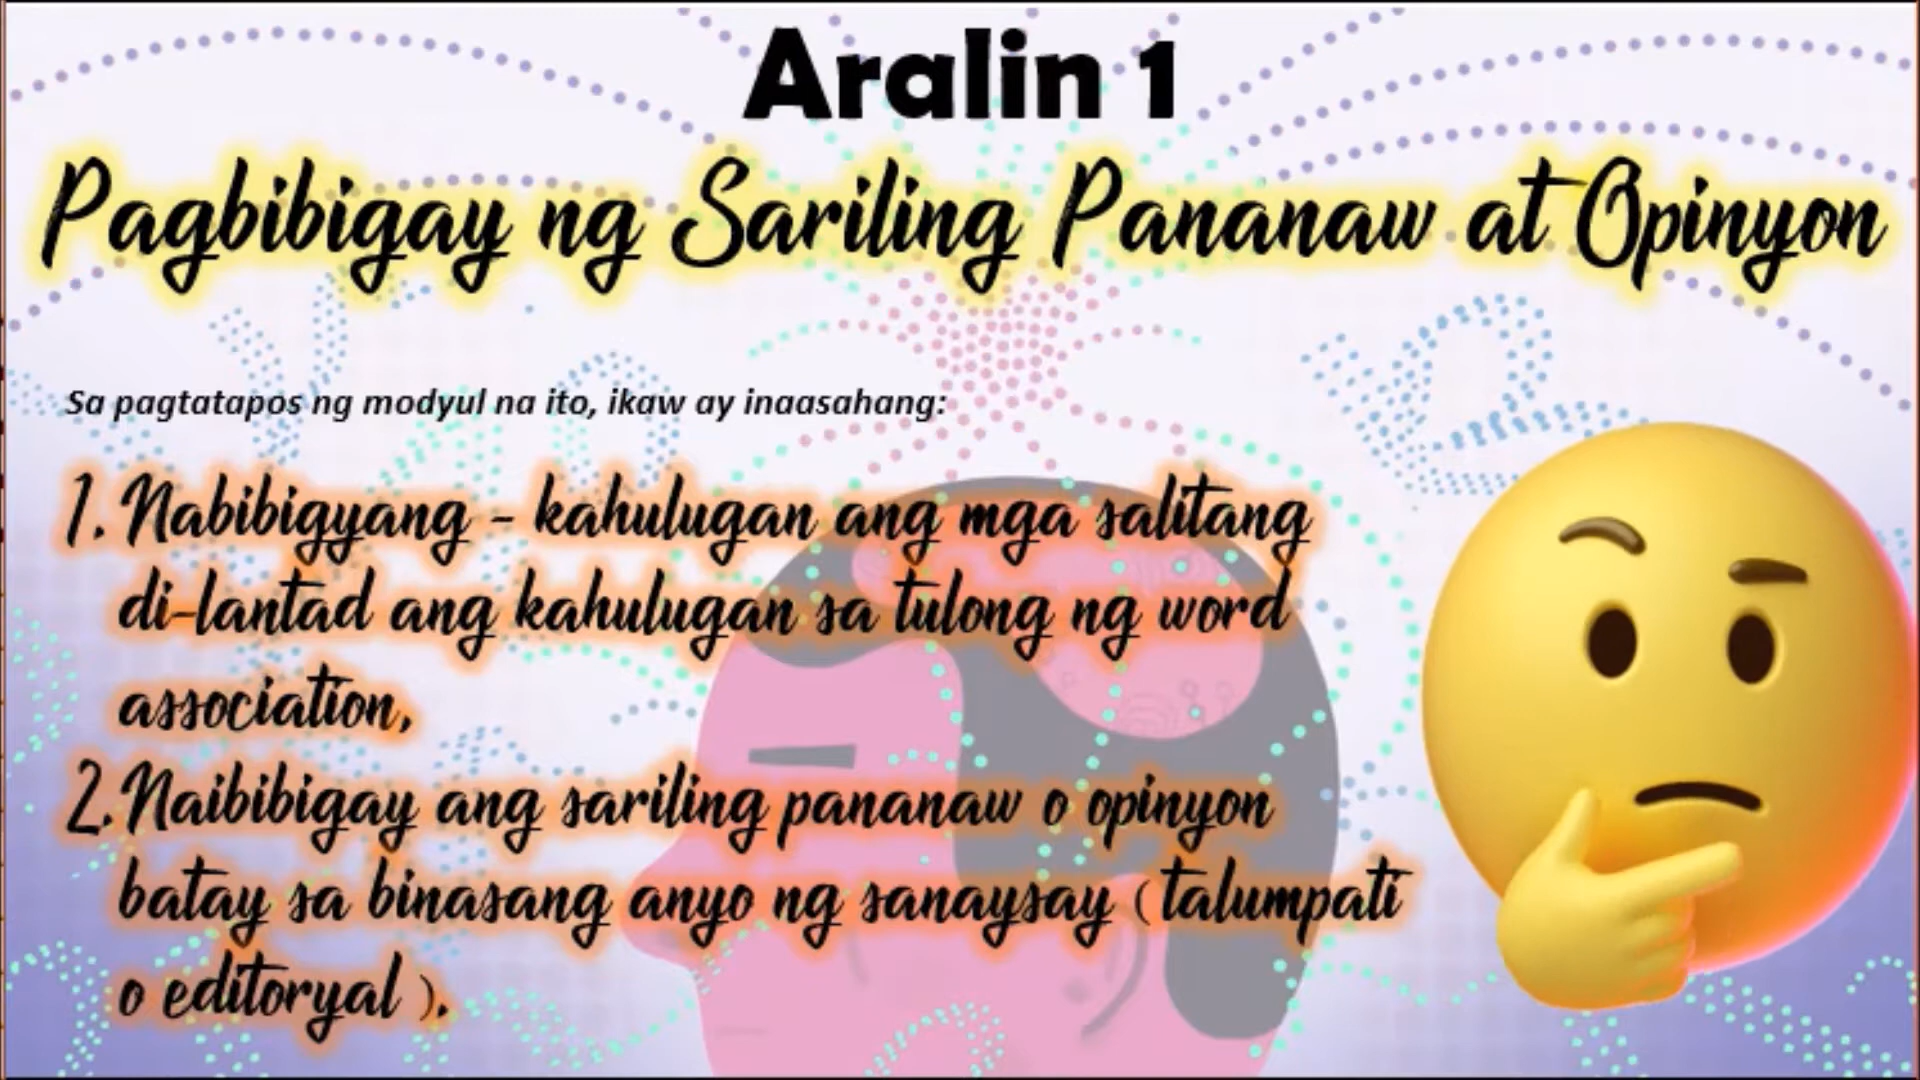 Aralin 1
Pagbibigay ng Sariling Pananaw at Opinyon
Sa pagtatapos ng modyul na ito, ikaw ay inaasahang:
1. Nabibigyang - kahulugan ang mga salitang
di-lantad ang kahulugan sa tulong ng word
association,
2. Naibibigay ang sariling pananaw o opinyon
batay sa binasang anyo ng sanaysay ( talumpati
o editoryal ).